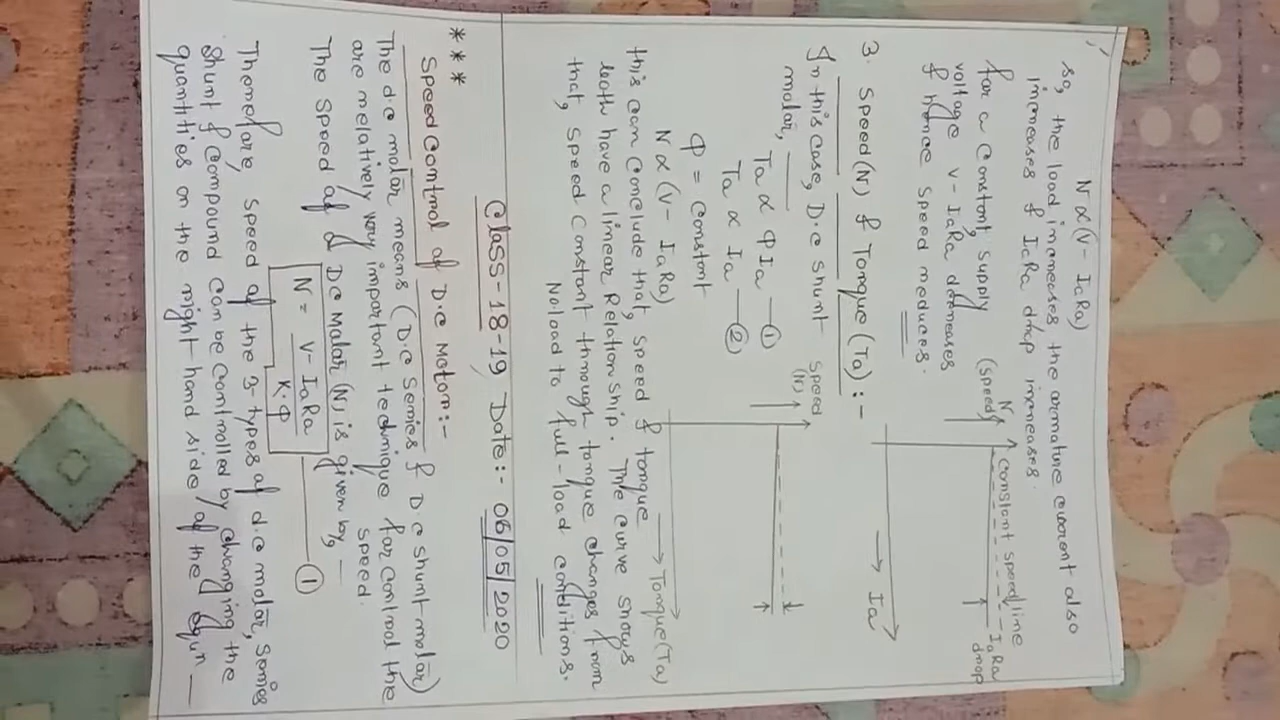 N ∝ (V - IaRa)
so, the load increases the armature current also
increases & IaRa drop increases.
for a constant, supply
voltage V - IaRa decreases
& hence speed reduces.
N
(speed)
constant speed line
IaRa
drop
→ Ia
3. Speed (N) & Torque (Ta) :-
In this case, D.c shunt
motor,
Ta ∝ ΦIa — ①
Ta ∝ Ia — ②
Φ = constant
N ∝ (V - IaRa)
speed
(N)
→ Torque (Ta)
this can conclude that, speed & torque
both have a linear Relationship. The curve shows
that, speed constant through torque changes from
No load to full-load conditions.
CLASS - 18-19, Date:- 06/05/2020
***
Speed Control of D.c Motor:-
The d.c motor means (D.c series & D c shunt motor)
are relatively very important technique for control the
speed.
The speed of DC Motor (N) is given by, —
N = V - IaRa / K.Φ — ①
Therefore, speed of the 3-types of d.c motor, series
shunt & compound can be controlled by changing the
quantities on the right hand side of the Eqn —